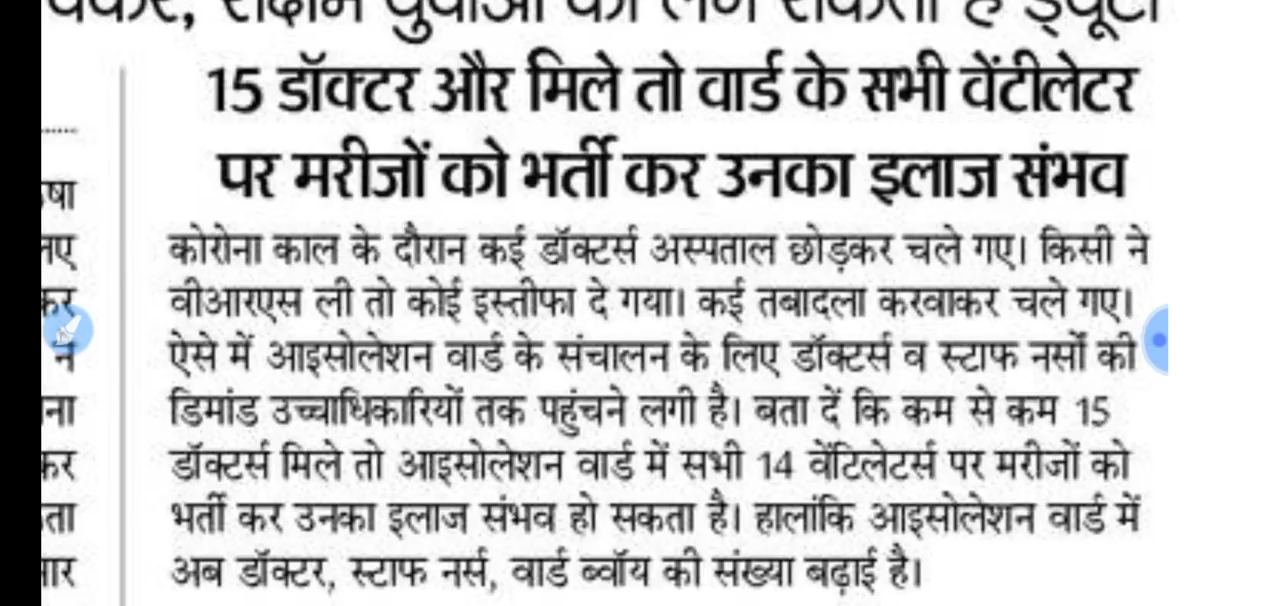 15 डॉक्टर और मिले तो वार्ड के सभी वेंटीलेटर
पर मरीजों को भर्ती कर उनका इलाज संभव
कोरोना काल के दौरान कई डॉक्टर्स अस्पताल छोड़कर चले गए। किसी ने
वीआरएस ली तो कोई इस्तीफा दे गया। कई तबादला करवाकर चले गए।
ऐसे में आइसोलेशन वार्ड के संचालन के लिए डॉक्टर्स व स्टाफ नर्सों की
डिमांड उच्चाधिकारियों तक पहुंचने लगी है। बता दें कि कम से कम 15
डॉक्टर्स मिले तो आइसोलेशन वार्ड में सभी 14 वेंटिलेटर्स पर मरीजों को
भर्ती कर उनका इलाज संभव हो सकता है। हालांकि आइसोलेशन वार्ड में
अब डॉक्टर, स्टाफ नर्स, वार्ड ब्वॉय की संख्या बढ़ाई है।